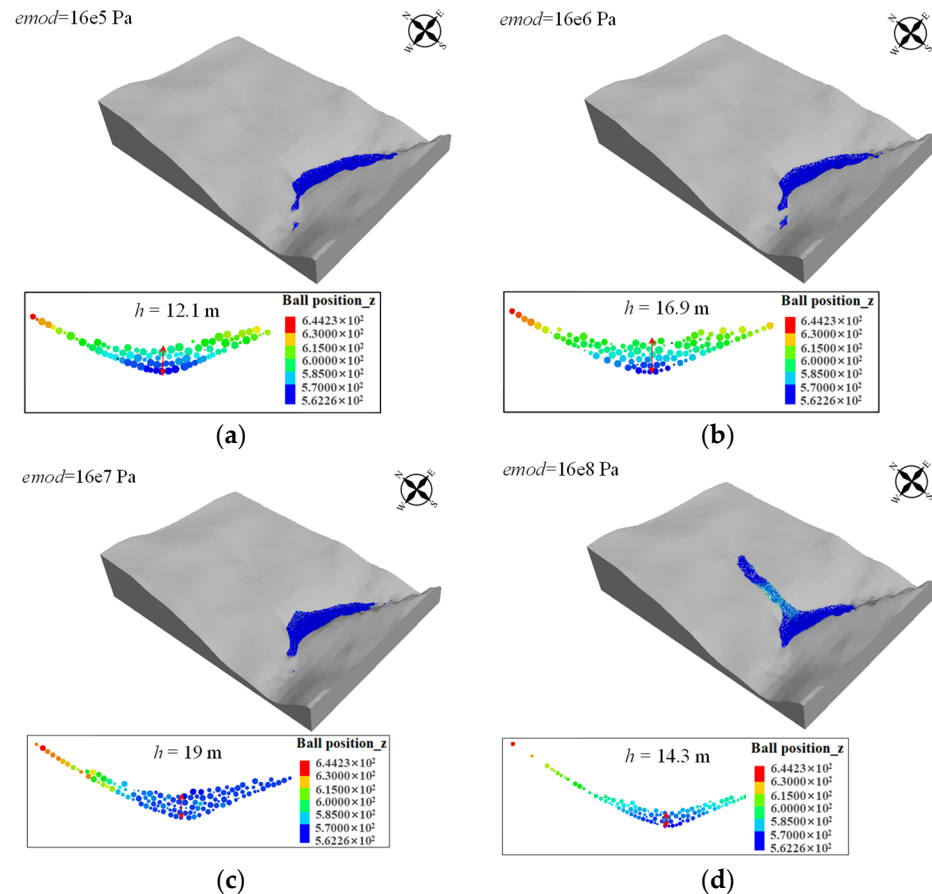 emod=16e5 Pa
N E
W S
h = 12.1 m
Ball position_z
6.4423×10²
6.3000×10²
6.1500×10²
6.0000×10²
5.8500×10²
5.7000×10²
5.6226×10²
(a)
emod=16e6 Pa
N E
W S
h = 16.9 m
Ball position_z
6.4423×10²
6.3000×10²
6.1500×10²
6.0000×10²
5.8500×10²
5.7000×10²
5.6226×10²
(b)
emod=16e7 Pa
N E
W S
h = 19 m
Ball position_z
6.4423×10²
6.3000×10²
6.1500×10²
6.0000×10²
5.8500×10²
5.7000×10²
5.6226×10²
(c)
emod=16e8 Pa
N E
W S
h = 14.3 m
Ball position_z
6.4423×10²
6.3000×10²
6.1500×10²
6.0000×10²
5.8500×10²
5.7000×10²
5.6226×10²
(d)